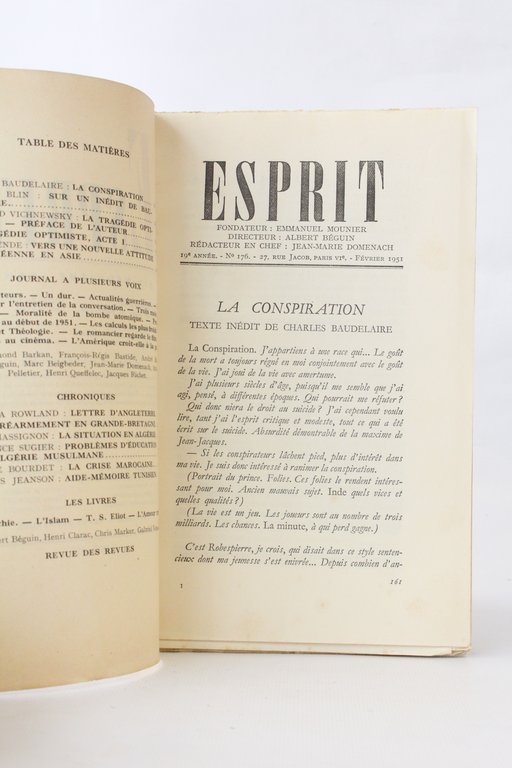 TABLE DES MATIÈRES
BAUDELAIRE : LA CONSPIRATION
BLIN : SUR UN INÉDIT DE
VICHNEWSKY : LA TRAGÉDIE OPTI-
— PRÉFACE DE L'AUTEUR.
OPTIMISTE, ACTE I
VERS UNE NOUVELLE ATTITUDE
EN ASIE
JOURNAL A PLUSIEURS VOIX
Un dur. — Actualités guerrières. —
l'entretien de la conversation. — Trois
Moralité de la bombe atomique. —
au début de 1951. — Les calculs les plus
et Théologie. — Le romancier regarde
au cinéma. — L'Amérique croit-elle à la
Barkan, François-Régis Bastide, André
Marc Beigbeder, Jean-Marie Domenach,
Pelletier, Henri Queffelec, Jacques Richet.
CHRONIQUES
ROWLAND : LETTRE D'ANGLETERRE
RÉARMEMENT EN GRANDE-BRETAGNE
MASSIGNON : LA SITUATION EN ALGÉRIE
SUGIER : PROBLÈMES D'ÉDUCATION
MUSULMANE
BOURDET : LA CRISE MAROCAINE
JEANSON : AIDE-MÉMOIRE TUNISIEN
LES LIVRES
— L'Islam — T. S. Eliot — L'Amour
Béguin, Henri Clarac, Chris Marker,
REVUE DES REVUES
ESPRIT
FONDATEUR : EMMANUEL MOUNIER
DIRECTEUR : ALBERT BÉGUIN
RÉDACTEUR EN CHEF : JEAN-MARIE DOMENACH
19e ANNÉE. - No 176. - 27, RUE JACOB, PARIS VIe. - FÉVRIER 1951
LA CONSPIRATION
TEXTE INÉDIT DE CHARLES BAUDELAIRE
La Conspiration. J'appartiens à une race qui... Le goût
de la mort a toujours régné en moi conjointement avec le goût
de la vie. J'ai joui de la vie avec amertume.
J'ai plusieurs siècles d'âge, puisqu'il me semble que j'ai
agi, pensé, à différentes époques. Qui pourrait me réfuter ?
Qui donc niera le droit au suicide ? J'ai cependant voulu
lire, tant j'ai l'esprit critique et modeste, tout ce qui a été
écrit sur le suicide. Absurdité démontrable de la maxime de
Jean-Jacques.
— Si les conspirateurs lâchent pied, plus d'intérêt dans
ma vie. Je suis donc intéressé à ranimer la conspiration.
(Portrait du prince. Folies. Ces folies le rendent intéres-
sant pour moi. Ancien mauvais sujet. Inde quels vices et
quelles qualités ?)
(La vie est un jeu. Les joueurs sont au nombre de trois
milliards. Les chances. La minute, à qui perd gagne.)
C'est Robespierre, je crois, qui disait dans ce style senten-
cieux dont ma jeunesse s'est enivrée... Depuis combien d'an-
1
161